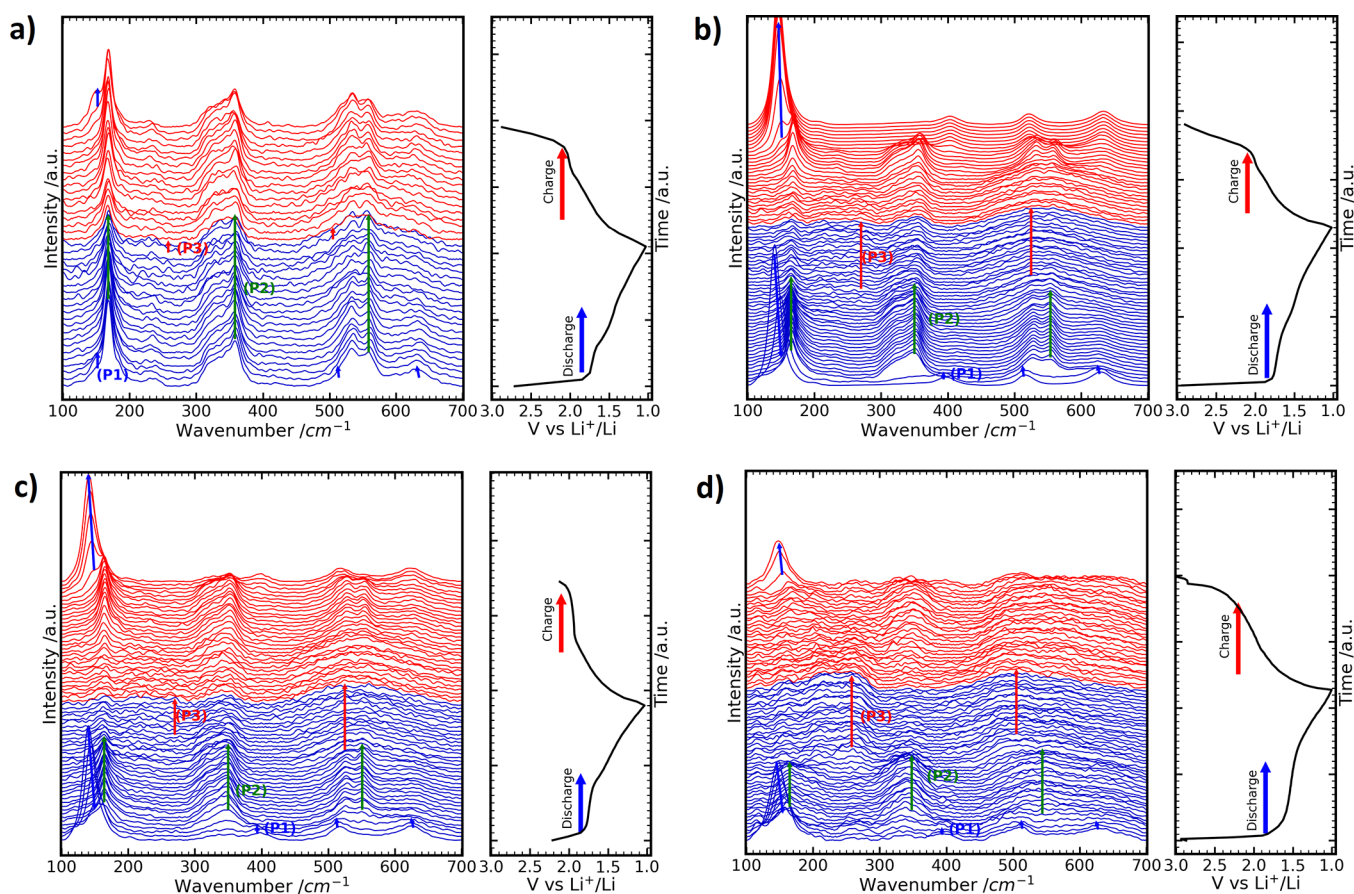 a)
Intensity /a.u.
(P1)
(P2)
(P3)
100 200 300 400 500 600 700
Wavenumber /cm⁻¹
Charge
Discharge
3.0 2.5 2.0 1.5 1.0
V vs Li⁺/Li
Time /a.u.
b)
Intensity /a.u.
(P3)
(P2)
(P1)
100 200 300 400 500 600 700
Wavenumber /cm⁻¹
Charge
Discharge
3.0 2.5 2.0 1.5 1.0
V vs Li⁺/Li
Time /a.u.
c)
Intensity /a.u.
(P3)
(P2)
(P1)
100 200 300 400 500 600 700
Wavenumber /cm⁻¹
Charge
Discharge
3.0 2.5 2.0 1.5 1.0
V vs Li⁺/Li
Time /a.u.
d)
Intensity /a.u.
(P3)
(P2)
(P1)
100 200 300 400 500 600 700
Wavenumber /cm⁻¹
Charge
Discharge
3.0 2.5 2.0 1.5 1.0
V vs Li⁺/Li
Time /a.u.